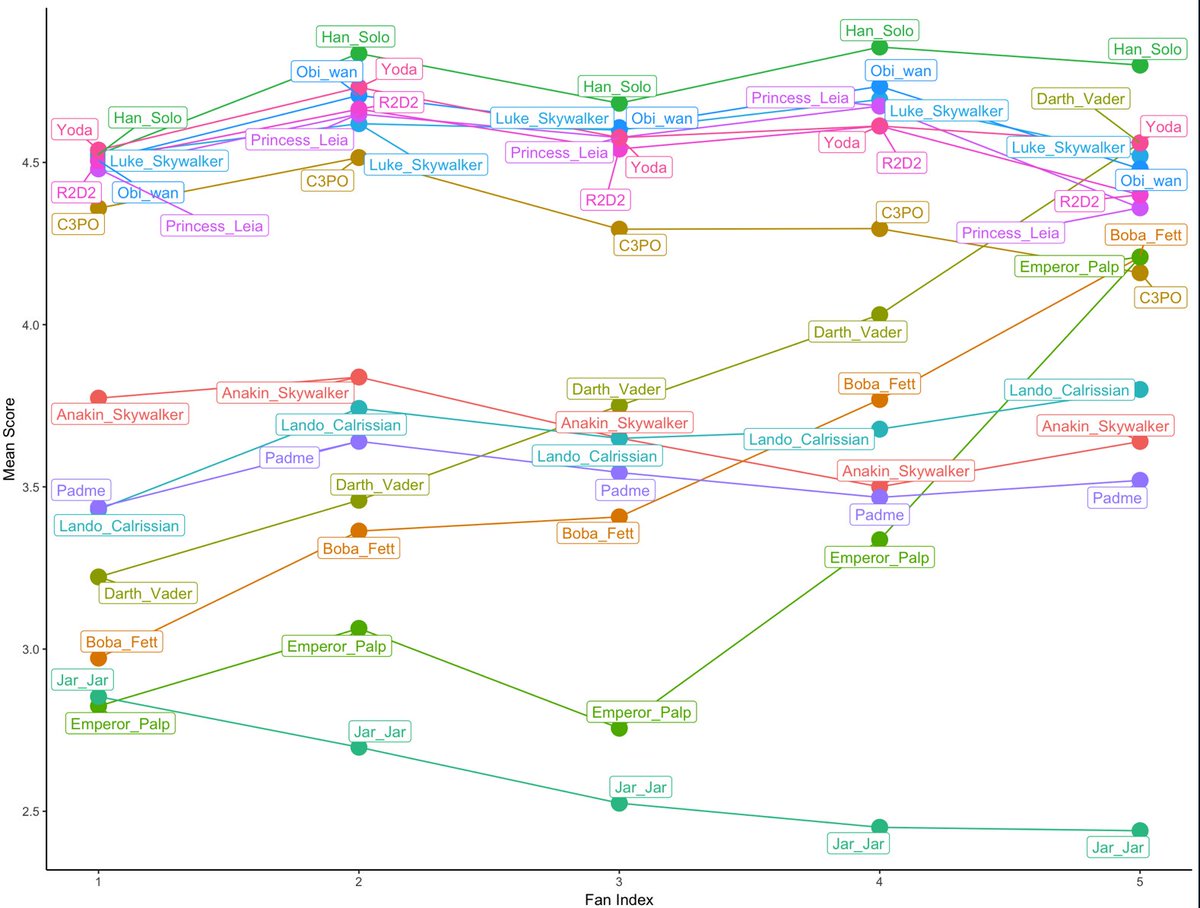 Han_Solo
Han_Solo
Han_Solo
Obi_wan
Yoda
Obi_wan
Han_Solo
Princess_Leia
Darth_Vader
R2D2
Han_Solo
Luke_Skywalker
Obi_wan
Luke_Skywalker
Yoda
Yoda
Princess_Leia
Yoda
Luke_Skywalker
4.5
Luke_Skywalker
Princess_Leia
Luke_Skywalker
Yoda
R2D2
C3PO
Obi_wan
R2D2
Obi_wan
R2D2
R2D2
C3PO
Princess_Leia
C3PO
Princess_Leia
Boba_Fett
C3PO
Emperor_Palp
C3PO
4.0
Darth_Vader
Boba_Fett
Darth_Vader
Anakin_Skywalker
Lando_Calrissian
Anakin_Skywalker
Lando_Calrissian
Anakin_Skywalker
Anakin_Skywalker
Lando_Calrissian
Padme
Lando_Calrissian
Anakin_Skywalker
Mean Score
3.5
Padme
Darth_Vader
Padme
Padme
Lando_Calrissian
Padme
Boba_Fett
Boba_Fett
Emperor_Palp
Darth_Vader
3.0
Boba_Fett
Emperor_Palp
Jar_Jar
Emperor_Palp
Emperor_Palp
Jar_Jar
Jar_Jar
2.5
Jar_Jar
Jar_Jar
1 2 3 4 5
Fan Index